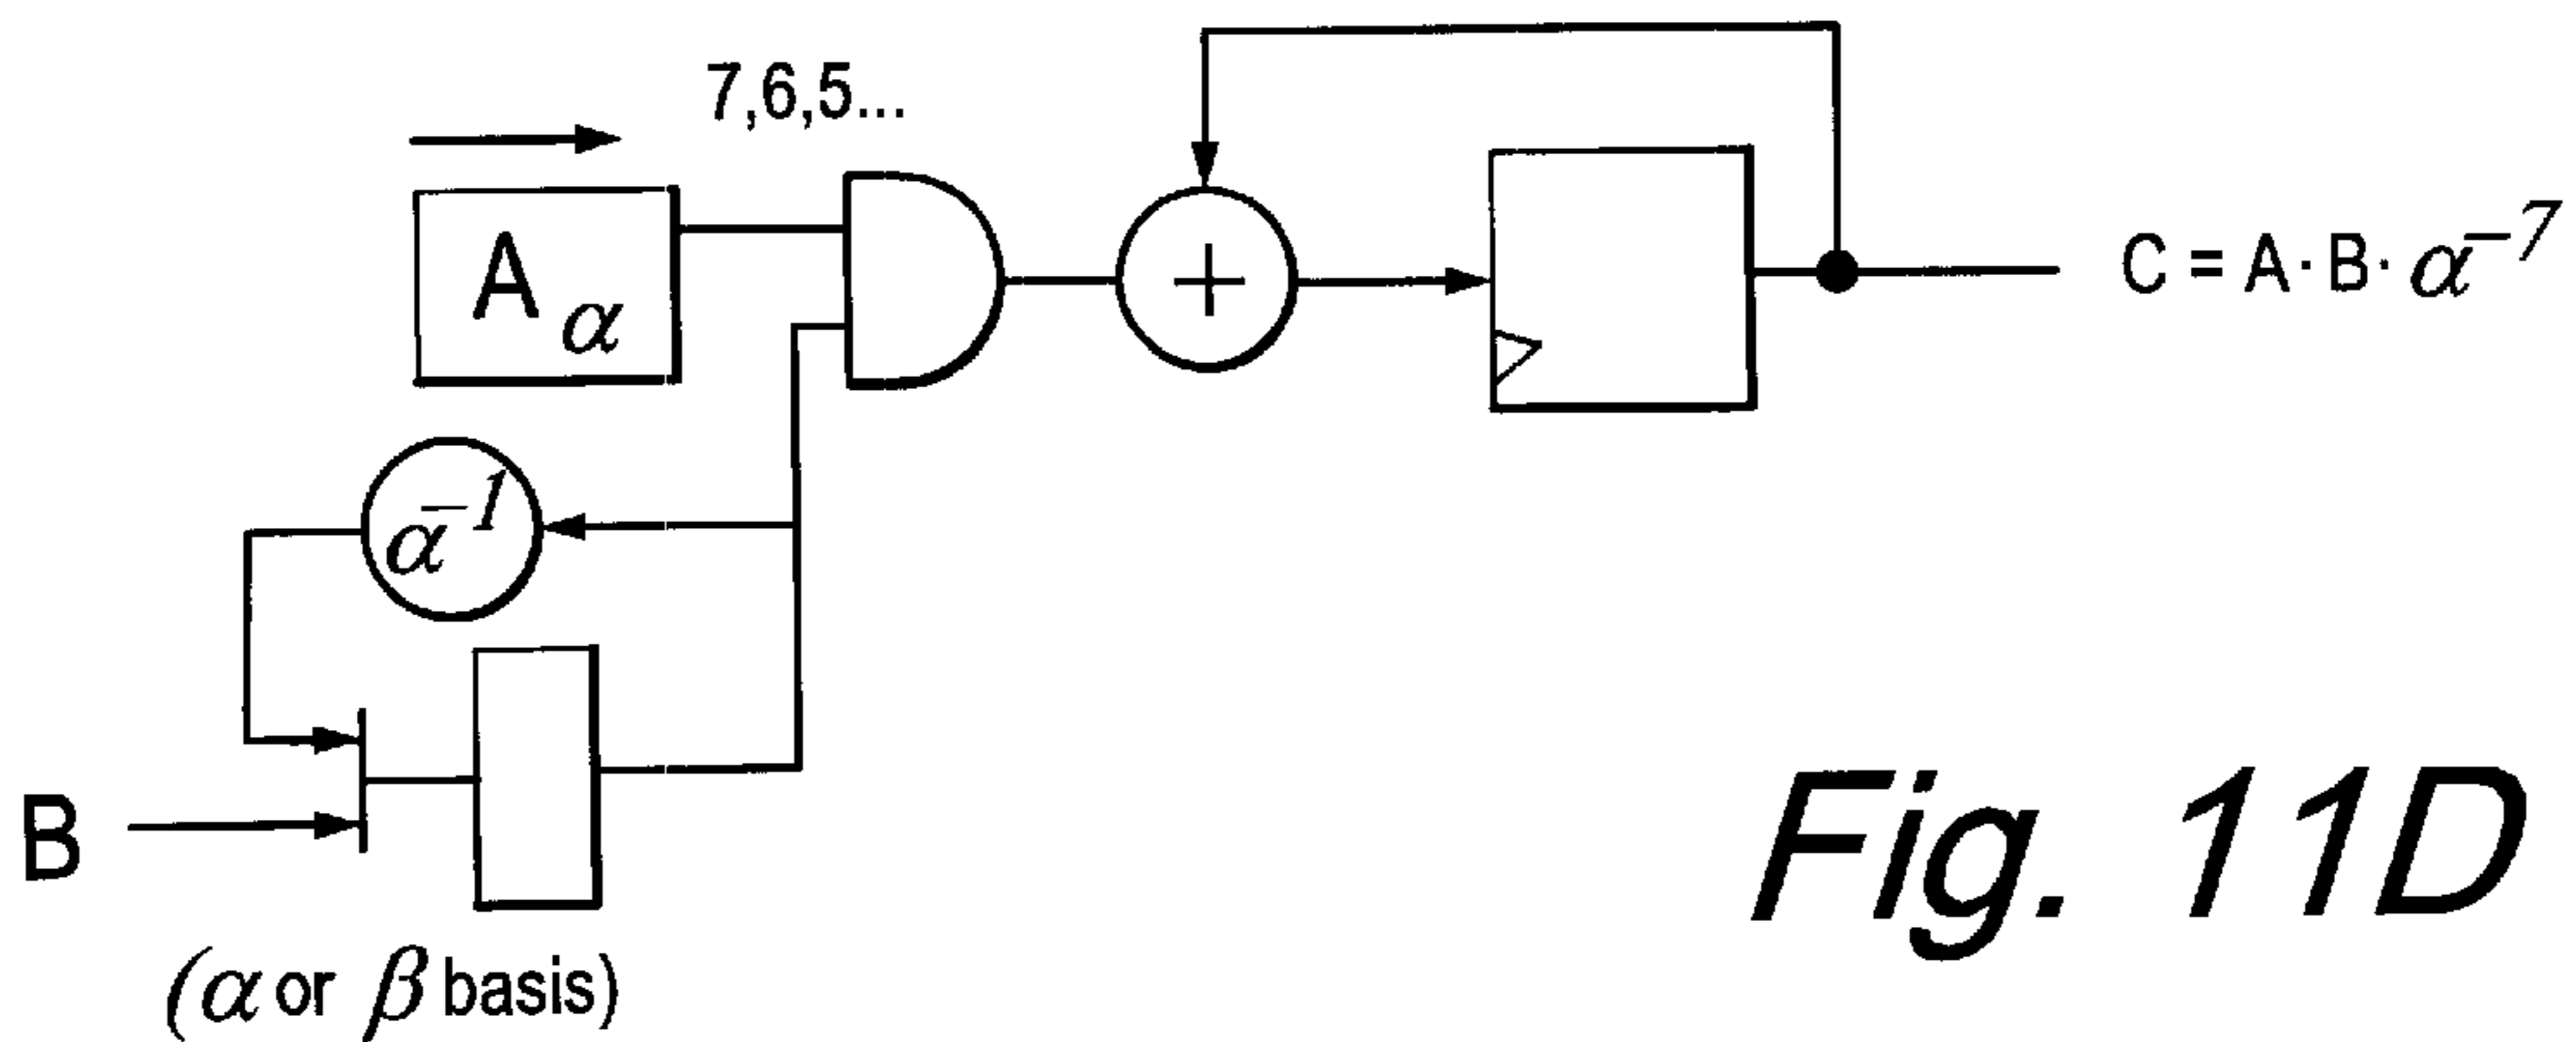 7,6,5...
A α
+
C = A · B · α⁻⁷
α⁻¹
B
(α or β basis)
Fig. 11D